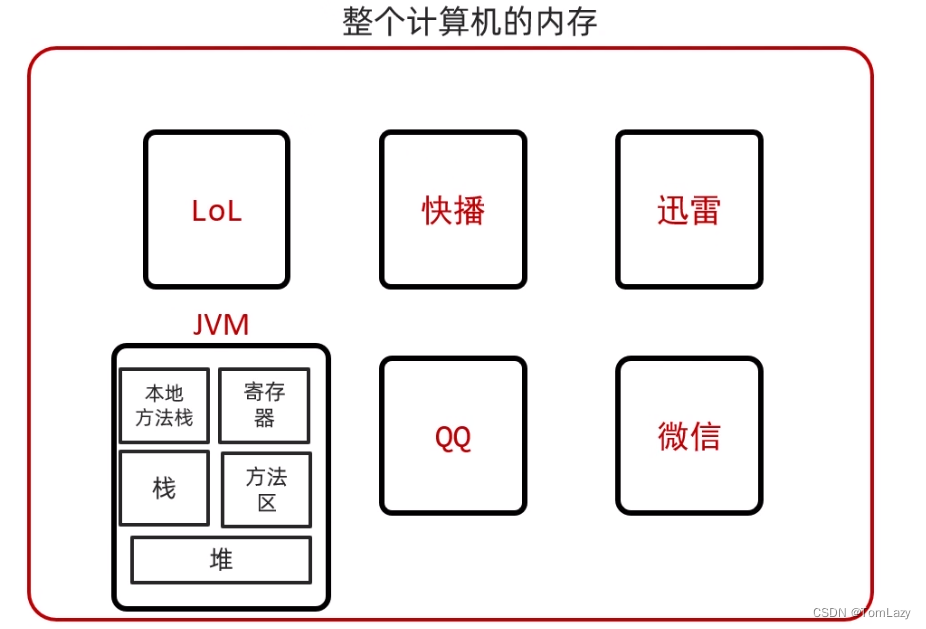 整个计算机的内存
LoL
快播
迅雷
JVM
本地
方法栈
寄存
器
栈
方法
区
堆
QQ
微信
CSDN @TomLazy